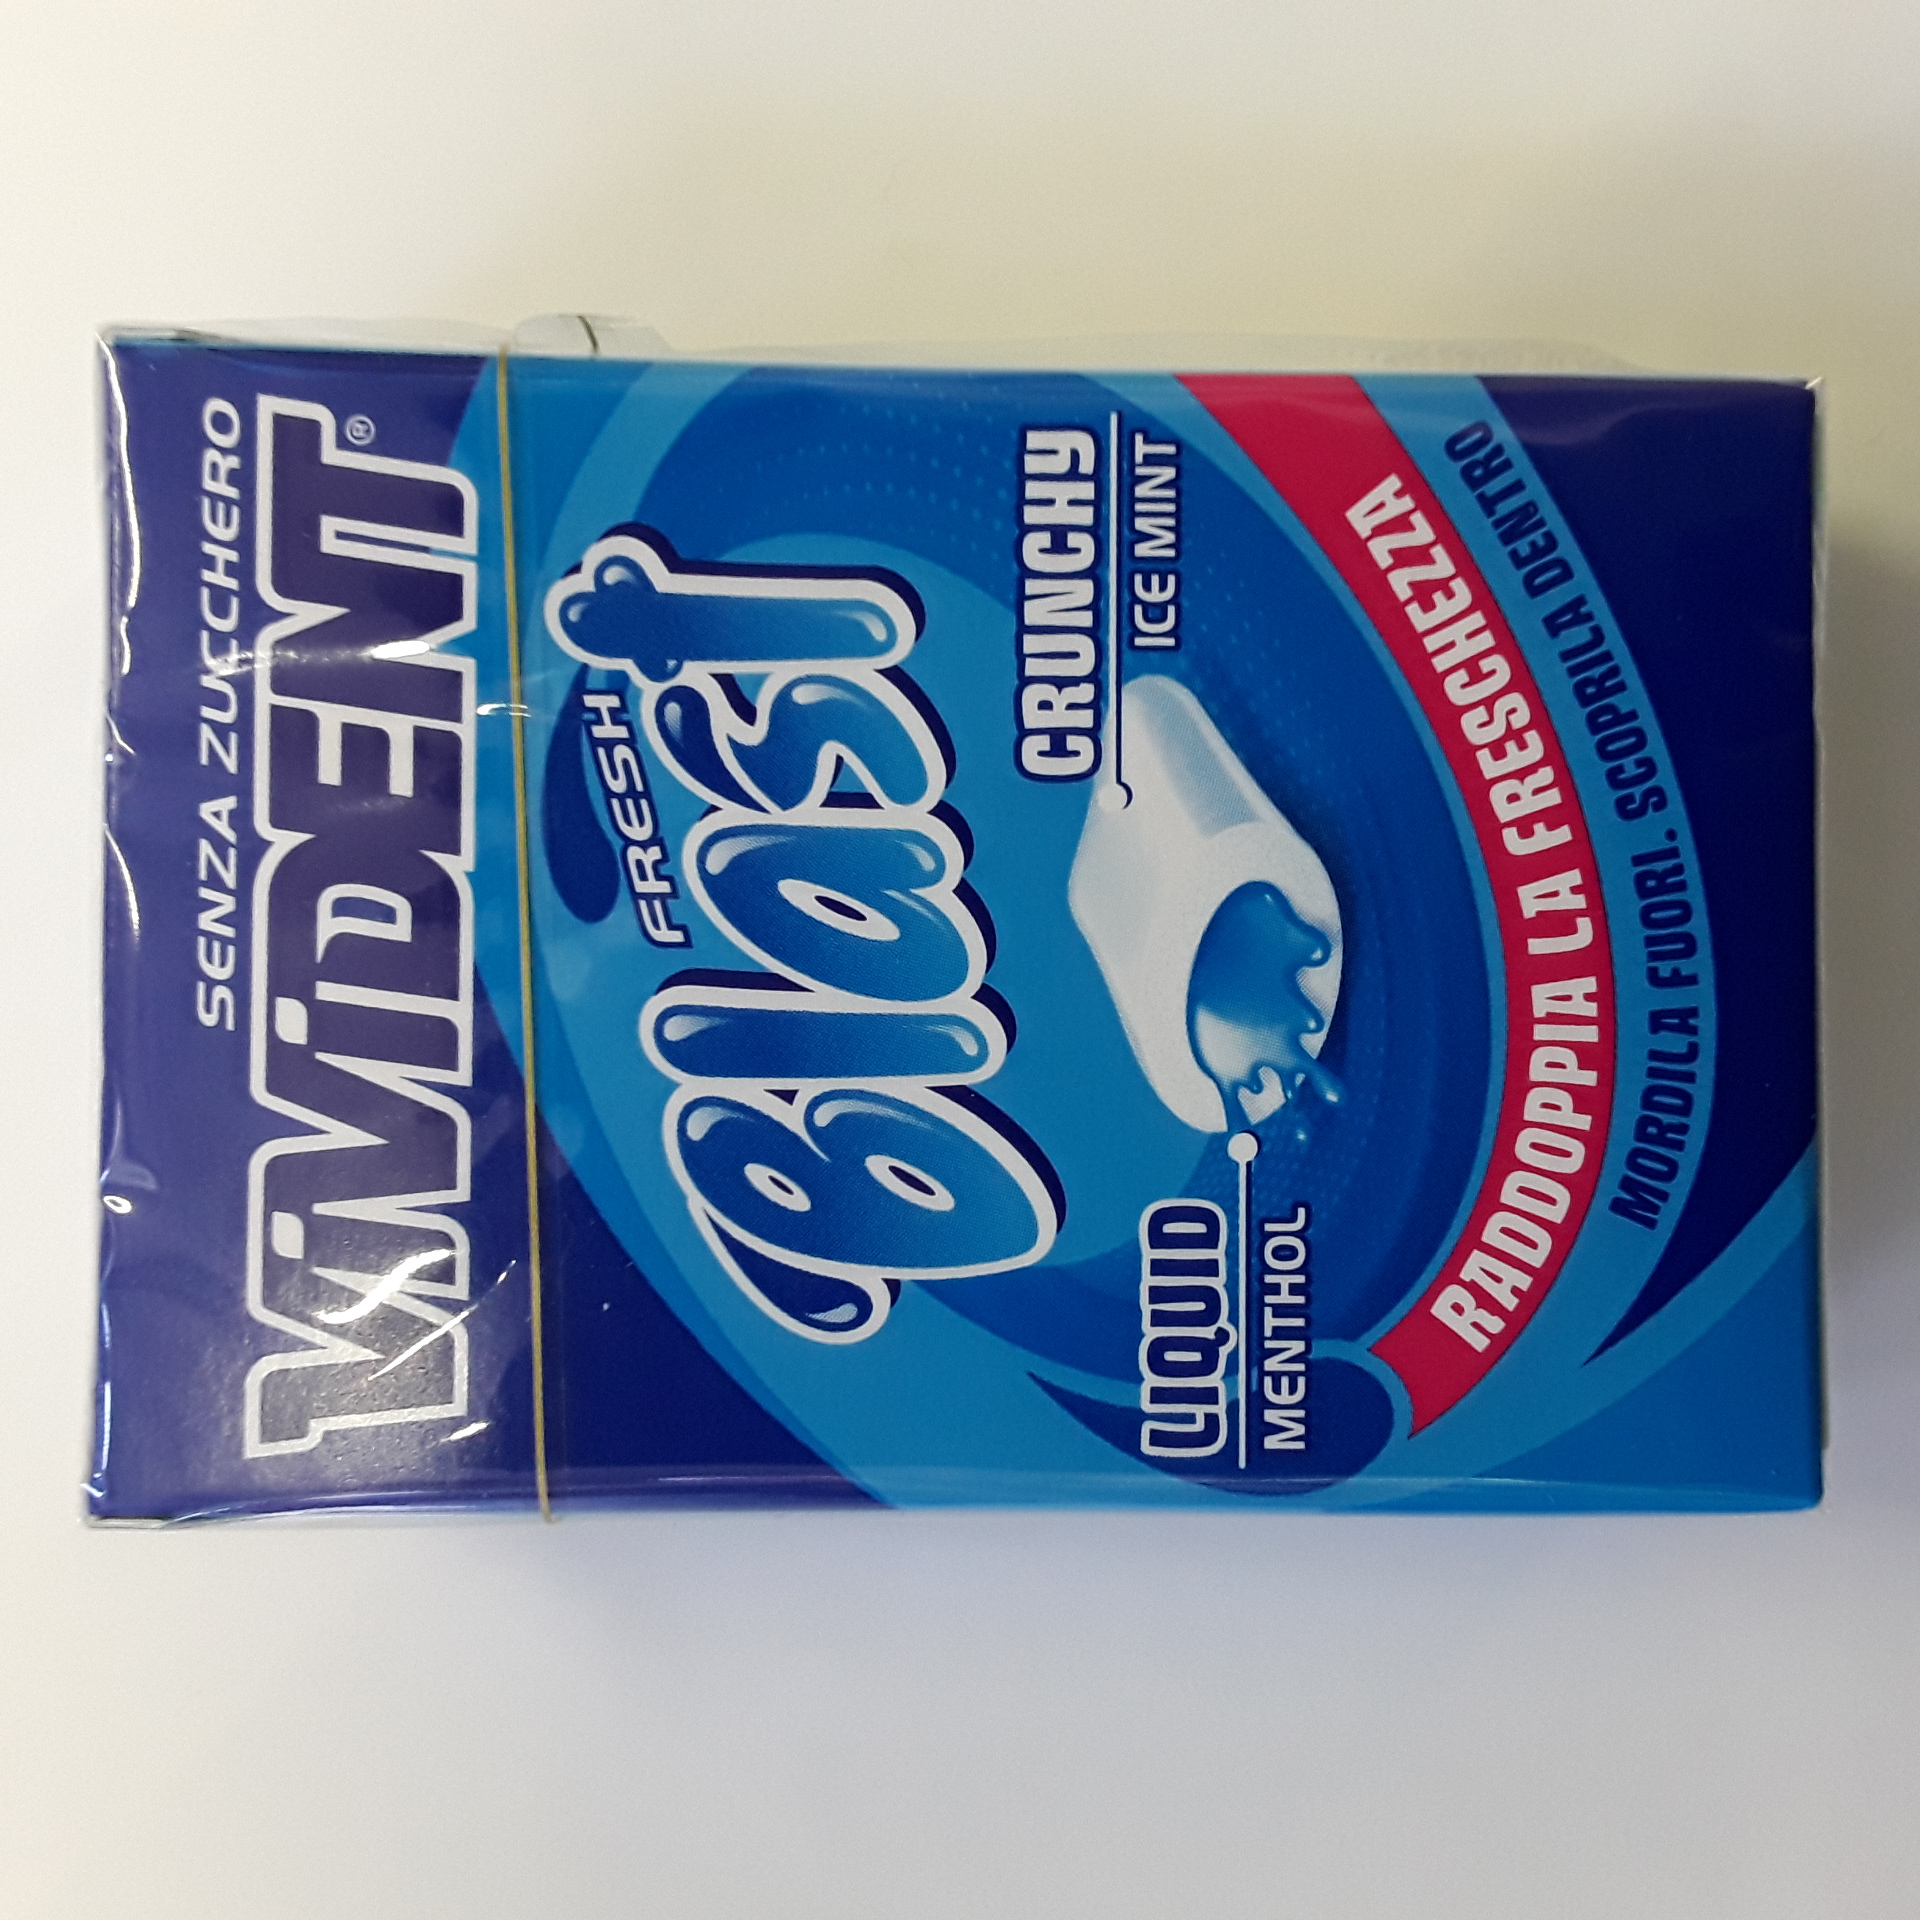 SENZA ZUCCHERO
ViViDENT®
FRESH
Blast
CRUNCHY
ICE MINT
LIQUID
MENTHOL
RADDOPPIA LA FRESCHEZZA
MORDILA FUORI. SCOPRILA DENTRO